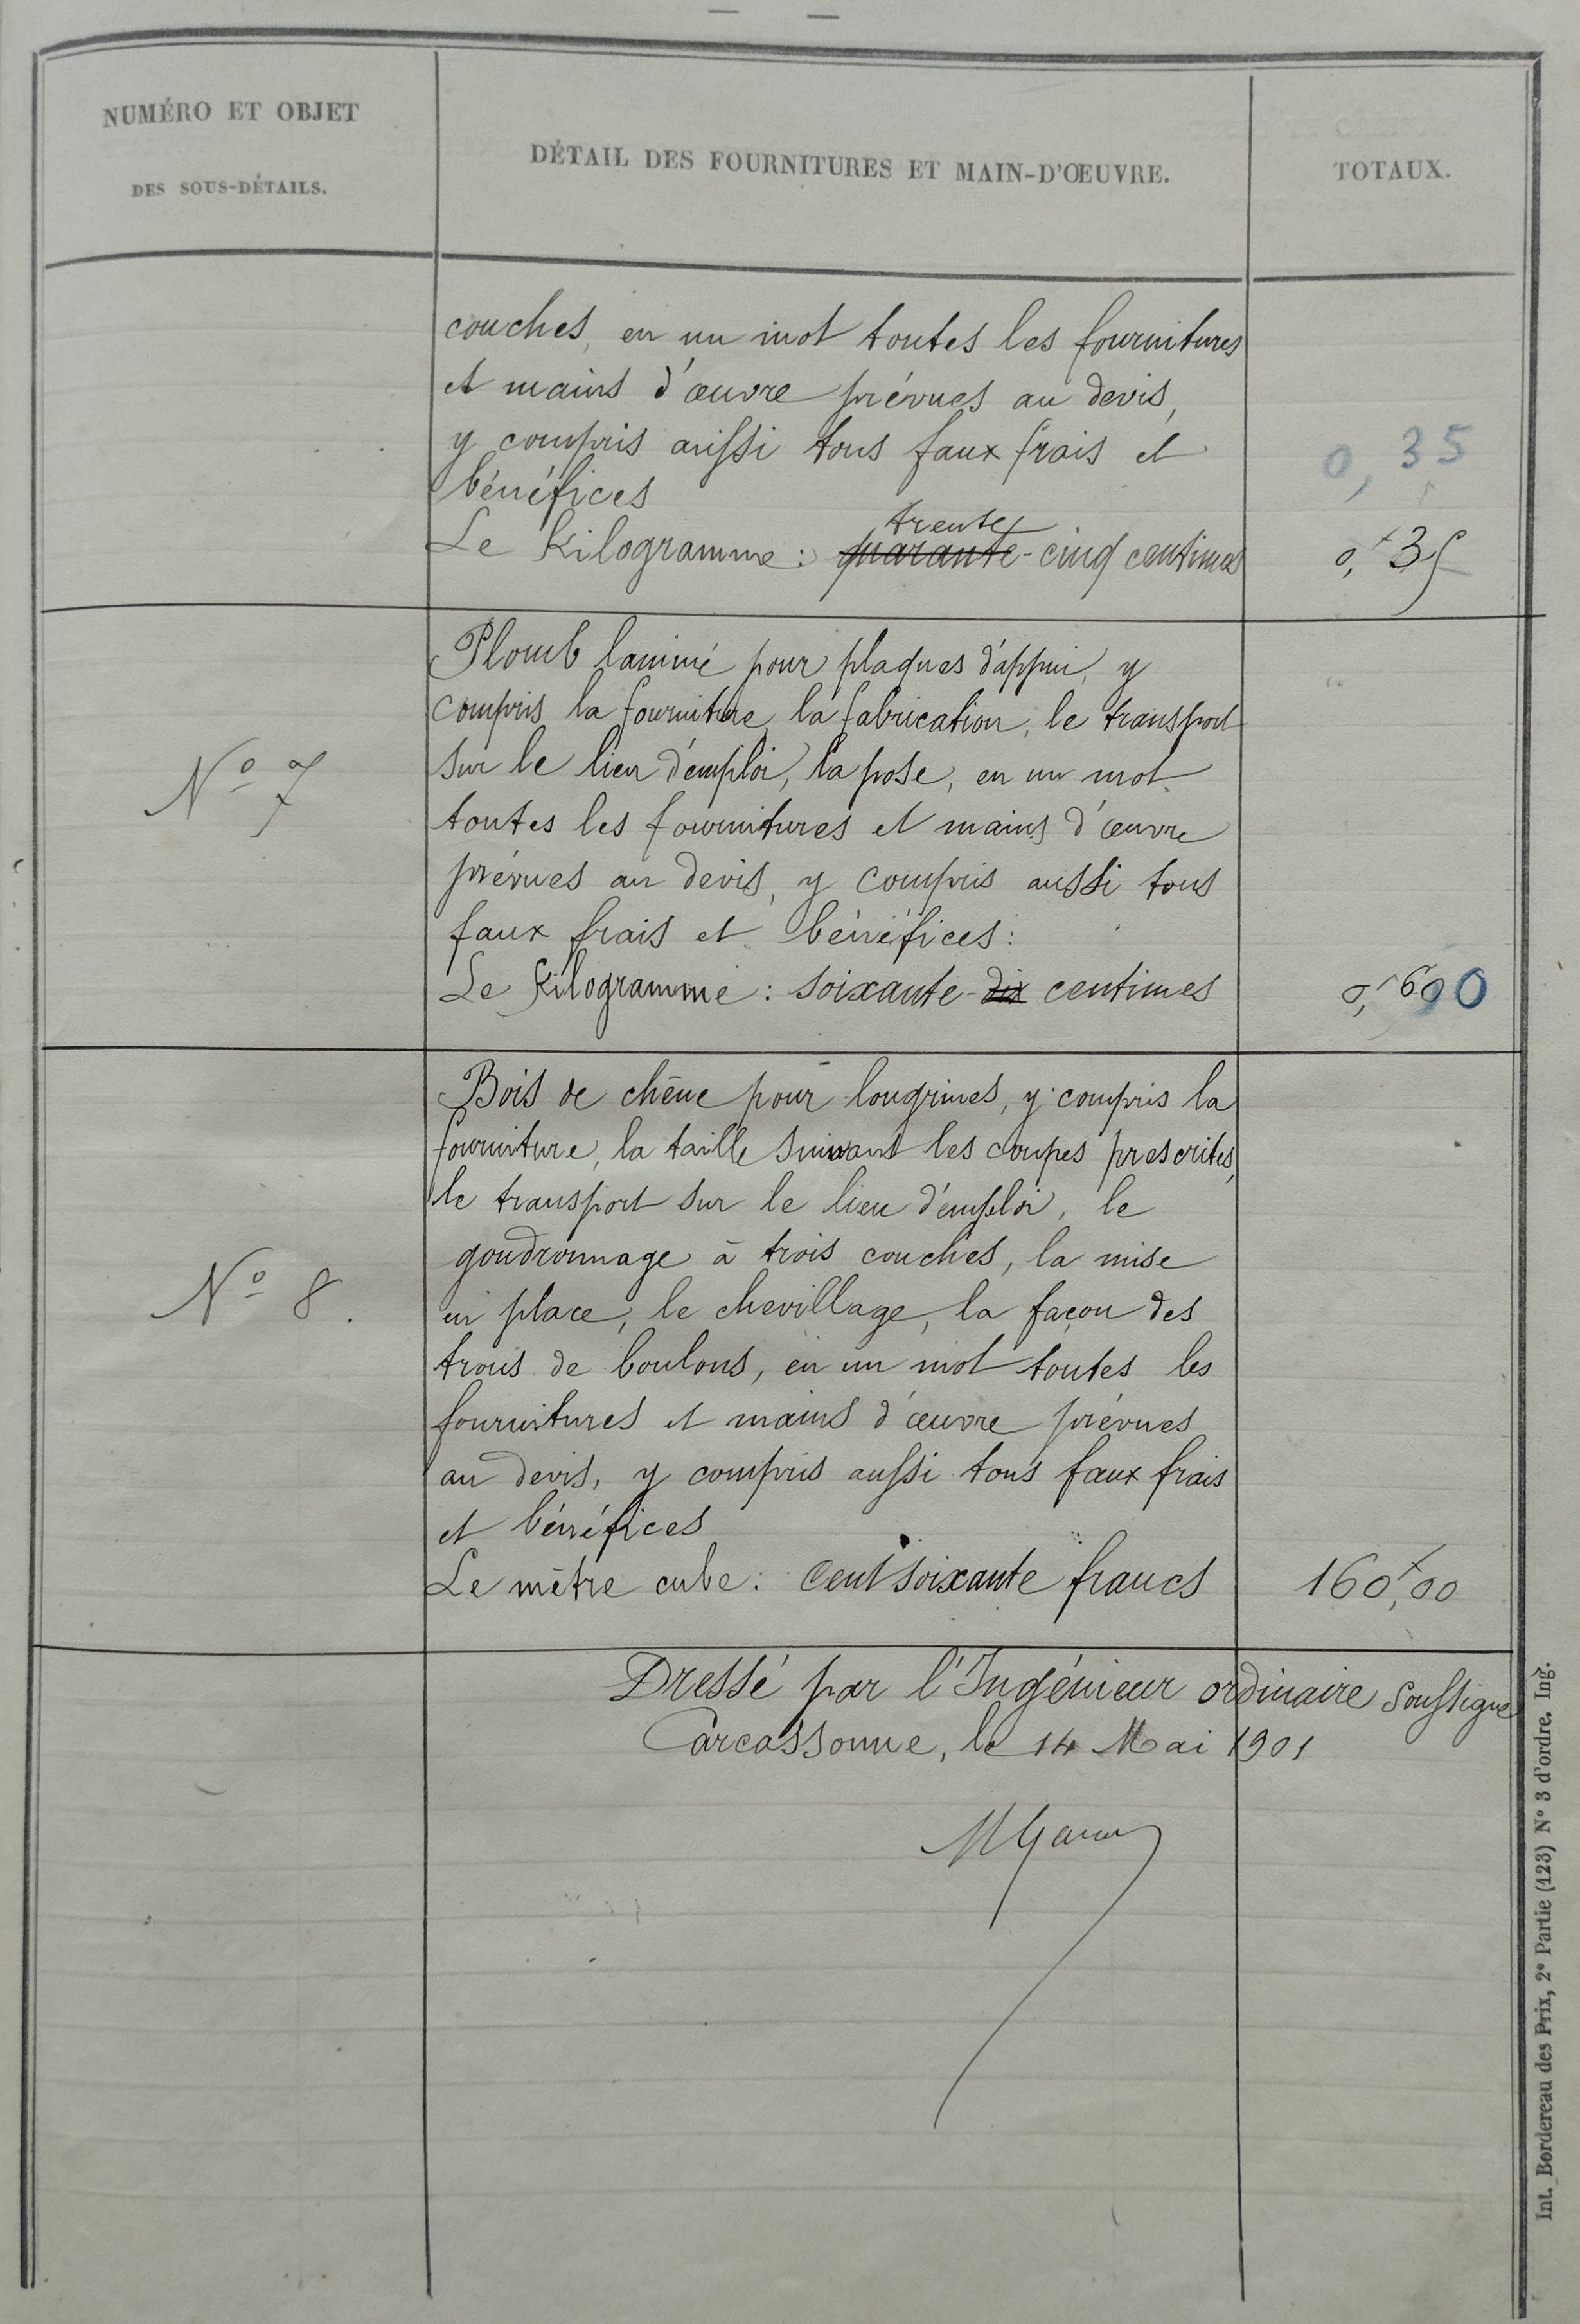 NUMÉRO ET OBJET
DES SOUS-DÉTAILS.
DÉTAIL DES FOURNITURES ET MAIN-D'ŒUVRE.
TOTAUX.
couches, en un mot toutes les fournitures
et mains d'œuvre prévues au devis,
y compris aussi tous faux frais et
bénéfices
0,35
trente
Le Kilogramme : quarante-cinq centimes
0,f 35
N° 7
Plomb laminé pour plaques d'appui, y
compris la fourniture, la fabrication, le transport
sur le lieu d'emploi, la pose, en un mot
toutes les fournitures et mains d'œuvre
prévues au devis, y compris aussi tous
faux frais et bénéfices :
Le Kilogramme : soixante-dix centimes
0,f 60
N° 8.
Bois de chêne pour longrines, y compris la
fourniture, la taille suivant les coupes prescrites,
le transport sur le lieu d'emploi, le
goudronnage à trois couches, la mise
en place, le chevillage, la façon des
trous de boulons, en un mot toutes les
fournitures et mains d'œuvre prévues
au devis, y compris aussi tous faux frais
et bénéfices
Le mètre cube : Cent soixante francs
160,f00
Dressé par l'Ingénieur ordinaire soussigné
Carcassonne, le 14 Mai 1901
Int. Bordereau des Prix, 2e Partie (123) N° 3 d'ordre. Ing.